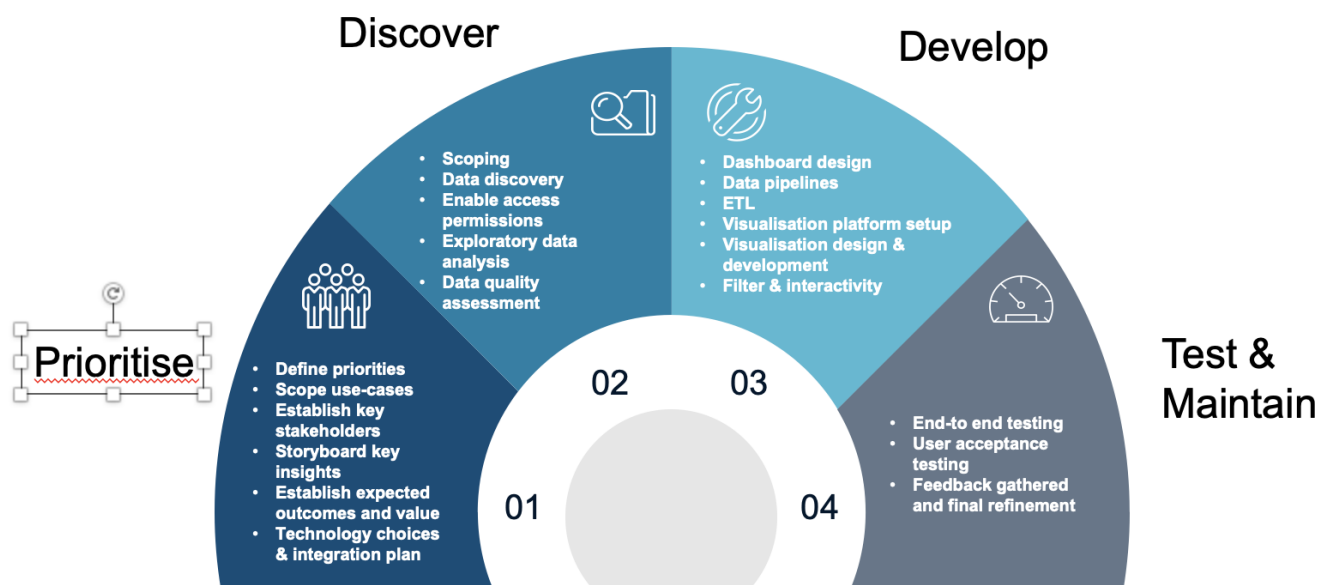 Discover
Develop
Prioritise
Test &
Maintain
• Define priorities
• Scope use-cases
• Establish key
stakeholders
• Storyboard key
insights
• Establish expected
outcomes and value
• Technology choices
& integration plan
01
• Scoping
• Data discovery
• Enable access
permissions
• Exploratory data
analysis
• Data quality
assessment
02
• Dashboard design
• Data pipelines
• ETL
• Visualisation platform setup
• Visualisation design &
development
• Filter & interactivity
03
• End-to end testing
• User acceptance
testing
• Feedback gathered
and final refinement
04